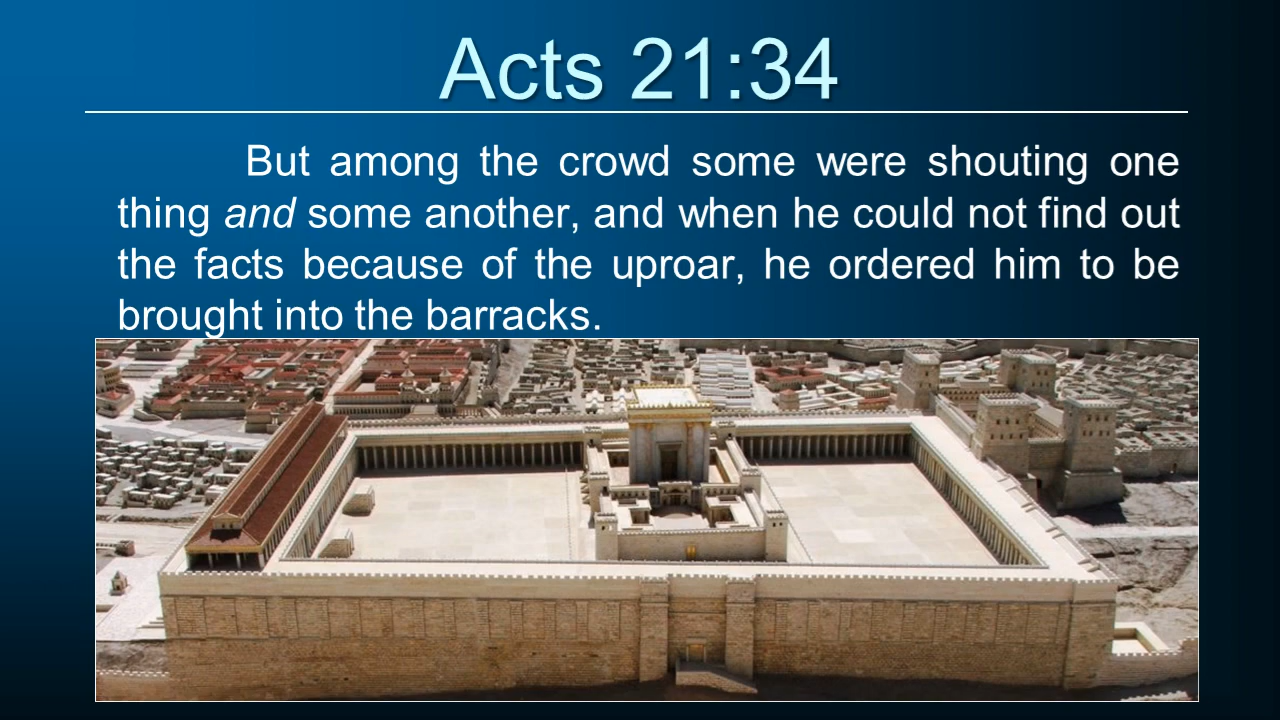 Acts 21:34
But among the crowd some were shouting one
thing and some another, and when he could not find out
the facts because of the uproar, he ordered him to be
brought into the barracks.